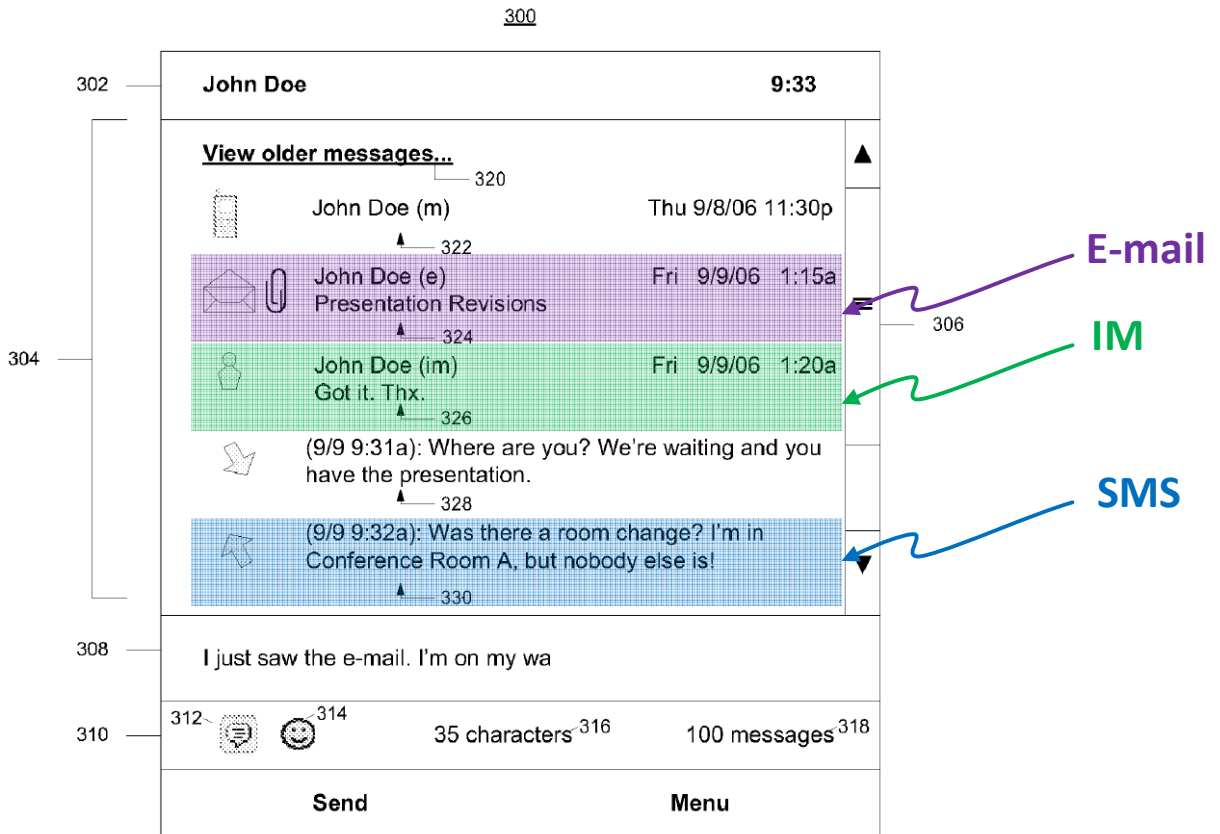 300
302
John Doe 9:33
View older messages...
320
John Doe (m) Thu 9/8/06 11:30p
322
John Doe (e) Fri 9/9/06 1:15a
Presentation Revisions
324
E-mail
306
304
John Doe (im) Fri 9/9/06 1:20a
Got it. Thx.
326
IM
(9/9 9:31a): Where are you? We're waiting and you
have the presentation.
328
(9/9 9:32a): Was there a room change? I'm in
Conference Room A, but nobody else is!
330
SMS
308
I just saw the e-mail. I'm on my wa
310
312 314 35 characters 316 100 messages 318
Send Menu